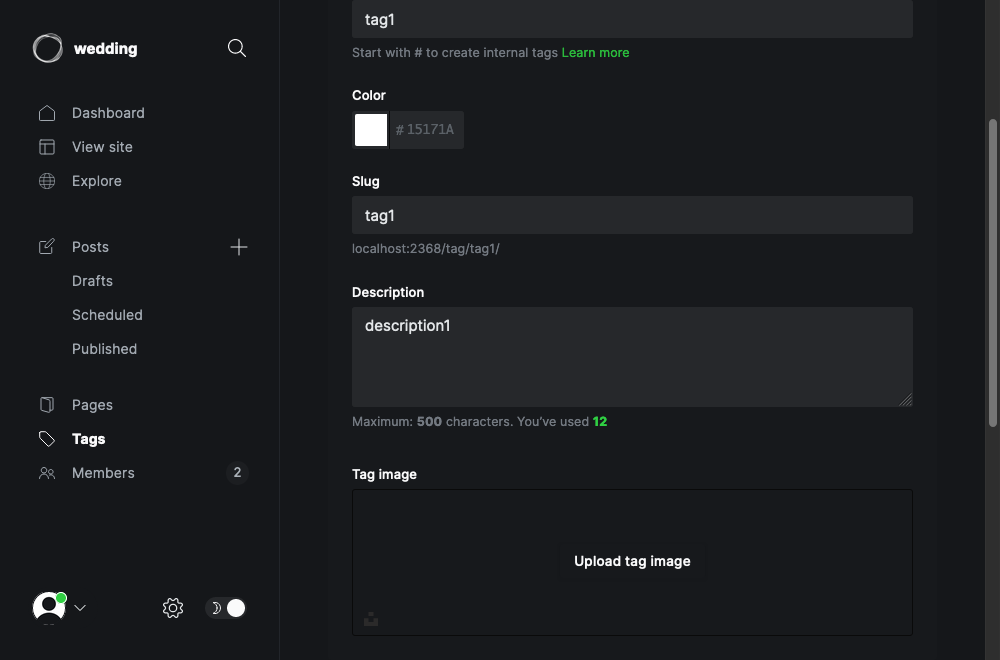 wedding
Dashboard
View site
Explore
Posts
Drafts
Scheduled
Published
Pages
Tags
Members 2
tag1
Start with # to create internal tags Learn more
Color
# 15171A
Slug
tag1
localhost:2368/tag/tag1/
Description
description1
Maximum: 500 characters. You’ve used 12
Tag image
Upload tag image